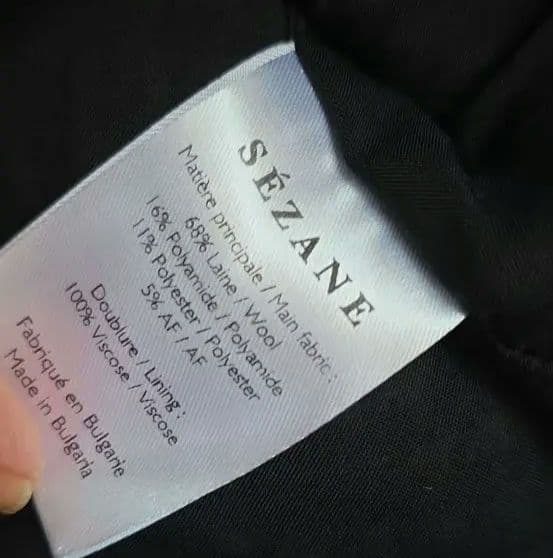 SÉZANE
Matière principale / Main fabric :
68% Laine / Wool
16% Polyamide / Polyamide
11% Polyester / Polyester
5% AF / AF
Doublure / Lining :
100% Viscose / Viscose
Fabriqué en Bulgarie
Made in Bulgaria